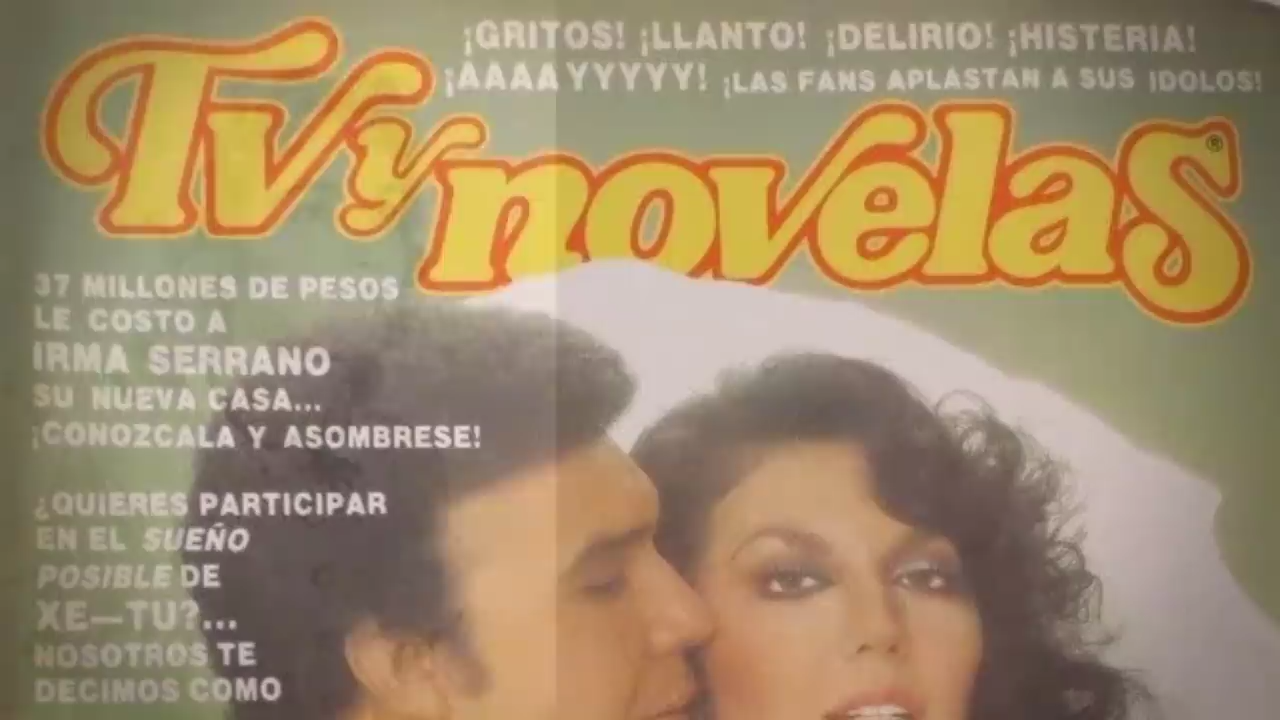 ¡GRITOS! ¡LLANTO! ¡DELIRIO! ¡HISTERIA!
¡AAAAYYYYY! ¡LAS FANS APLASTAN A SUS IDOLOS!
TV y novelas®
37 MILLONES DE PESOS
LE COSTO A
IRMA SERRANO
SU NUEVA CASA...
¡CONOZCALA Y ASOMBRESE!
¿QUIERES PARTICIPAR
EN EL SUEÑO
POSIBLE DE
XE—TU?...
NOSOTROS TE
DECIMOS COMO